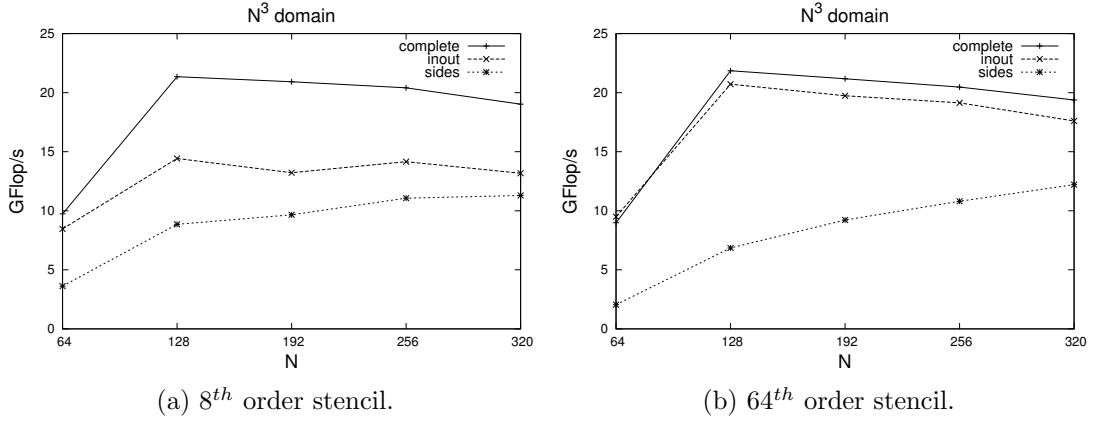 N³ domain
25
20
15
10
5
0
GFlop/s
complete
inout
sides
64 128 192 256 320
N
(a) 8ᵗʰ order stencil.
N³ domain
25
20
15
10
5
0
GFlop/s
complete
inout
sides
64 128 192 256 320
N
(b) 64ᵗʰ order stencil.